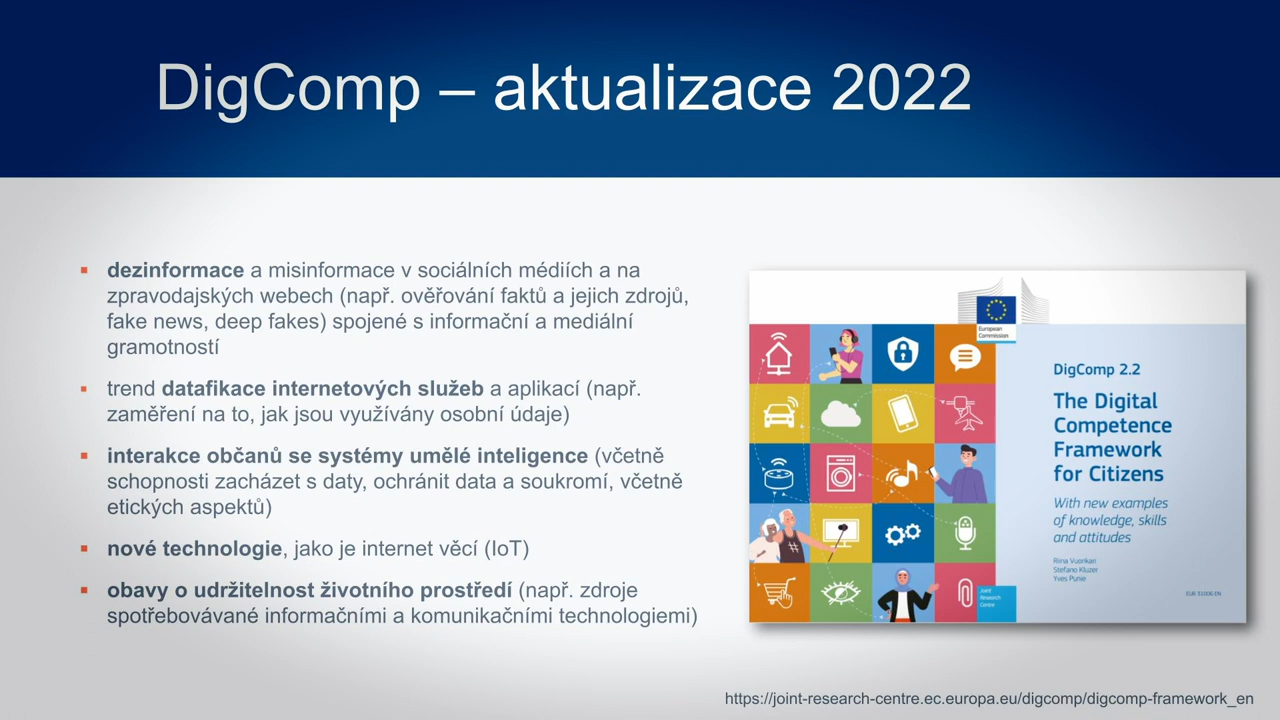 DigComp – aktualizace 2022
dezinformace a misinformace v sociálních médiích a na
zpravodajských webech (např. ověřování faktů a jejich zdrojů,
fake news, deep fakes) spojené s informační a mediální
gramotností
trend datafikace internetových služeb a aplikací (např.
zaměření na to, jak jsou využívány osobní údaje)
interakce občanů se systémy umělé inteligence (včetně
schopnosti zacházet s daty, ochránit data a soukromí, včetně
etických aspektů)
nové technologie, jako je internet věcí (IoT)
obavy o udržitelnost životního prostředí (např. zdroje
spotřebovávané informačními a komunikačními technologiemi)
European
Commission
DigComp 2.2
The Digital
Competence
Framework
for Citizens
With new examples
of knowledge, skills
and attitudes
Riina Vuorikari
Stefano Kluzer
Yves Punie
Joint
Research
Centre
https://joint-research-centre.ec.europa.eu/digcomp/digcomp-framework_en